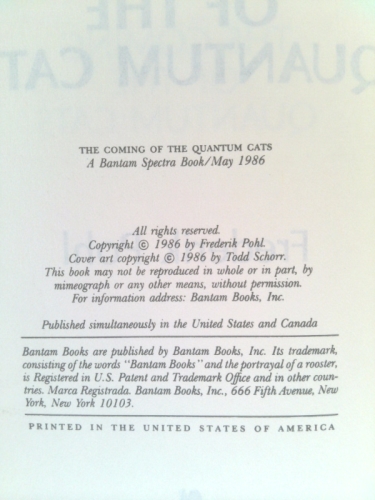 THE COMING OF THE QUANTUM CATS
A Bantam Spectra Book/May 1986
All rights reserved.
Copyright © 1986 by Frederik Pohl.
Cover art copyright © 1986 by Todd Schorr.
This book may not be reproduced in whole or in part, by
mimeograph or any other means, without permission.
For information address: Bantam Books, Inc.
Published simultaneously in the United States and Canada
Bantam Books are published by Bantam Books, Inc. Its trademark,
consisting of the words "Bantam Books" and the portrayal of a rooster,
is Registered in U.S. Patent and Trademark Office and in other coun-
tries. Marca Registrada. Bantam Books, Inc., 666 Fifth Avenue, New
York, New York 10103.
PRINTED IN THE UNITED STATES OF AMERICA